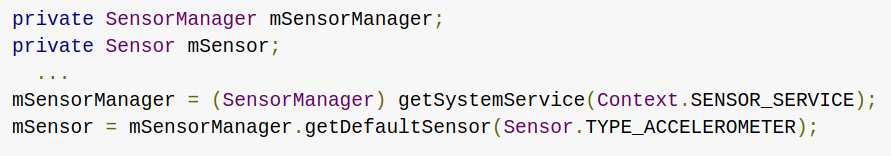 private SensorManager mSensorManager;
private Sensor mSensor;
  ...
mSensorManager = (SensorManager) getSystemService(Context.SENSOR_SERVICE);
mSensor = mSensorManager.getDefaultSensor(Sensor.TYPE_ACCELEROMETER);